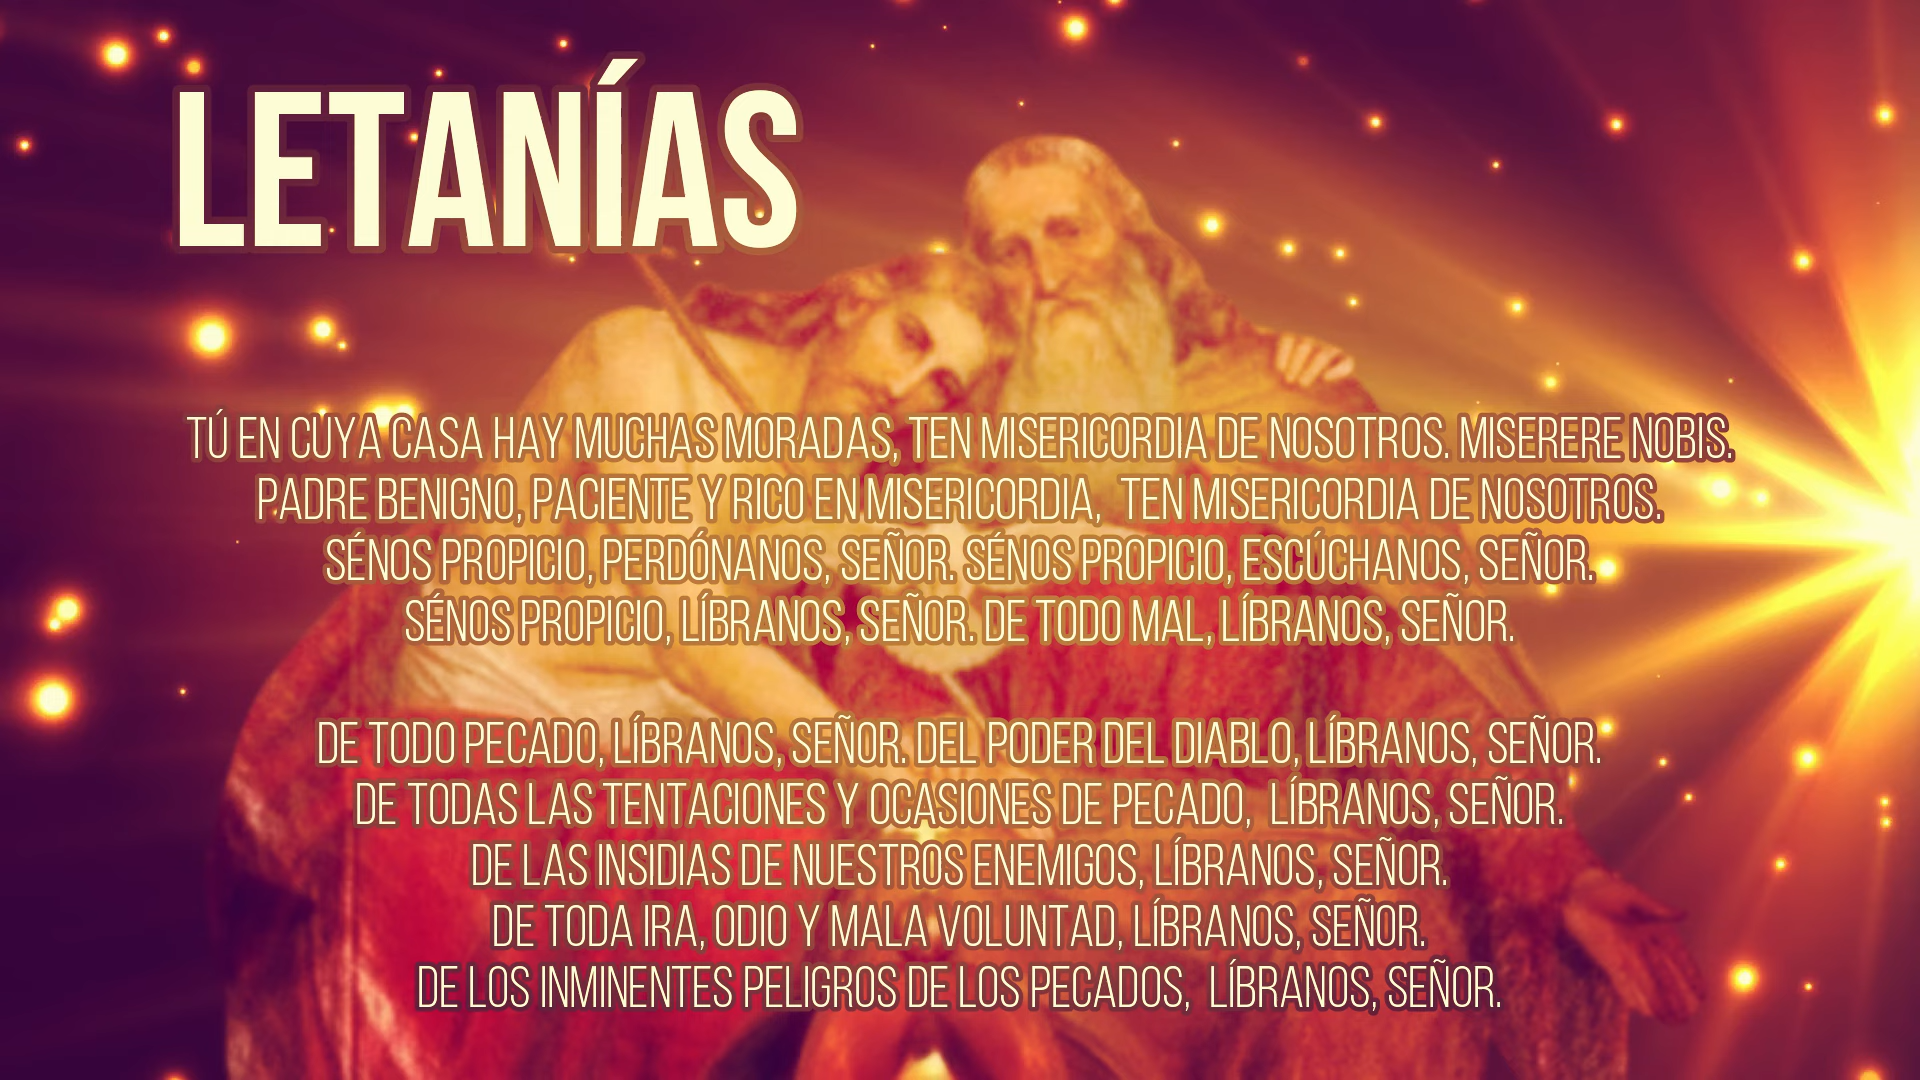 LETANÍAS
TÚ EN CUYA CASA HAY MUCHAS MORADAS, TEN MISERICORDIA DE NOSOTROS. MISERERE NOBIS.
PADRE BENIGNO, PACIENTE Y RICO EN MISERICORDIA, TEN MISERICORDIA DE NOSOTROS.
SÉNOS PROPICIO, PERDÓNANOS, SEÑOR. SÉNOS PROPICIO, ESCÚCHANOS, SEÑOR.
SÉNOS PROPICIO, LÍBRANOS, SEÑOR. DE TODO MAL, LÍBRANOS, SEÑOR.
DE TODO PECADO, LÍBRANOS, SEÑOR. DEL PODER DEL DIABLO, LÍBRANOS, SEÑOR.
DE TODAS LAS TENTACIONES Y OCASIONES DE PECADO, LÍBRANOS, SEÑOR.
DE LAS INSIDIAS DE NUESTROS ENEMIGOS, LÍBRANOS, SEÑOR.
DE TODA IRA, ODIO Y MALA VOLUNTAD, LÍBRANOS, SEÑOR.
DE LOS INMINENTES PELIGROS DE LOS PECADOS, LÍBRANOS, SEÑOR.